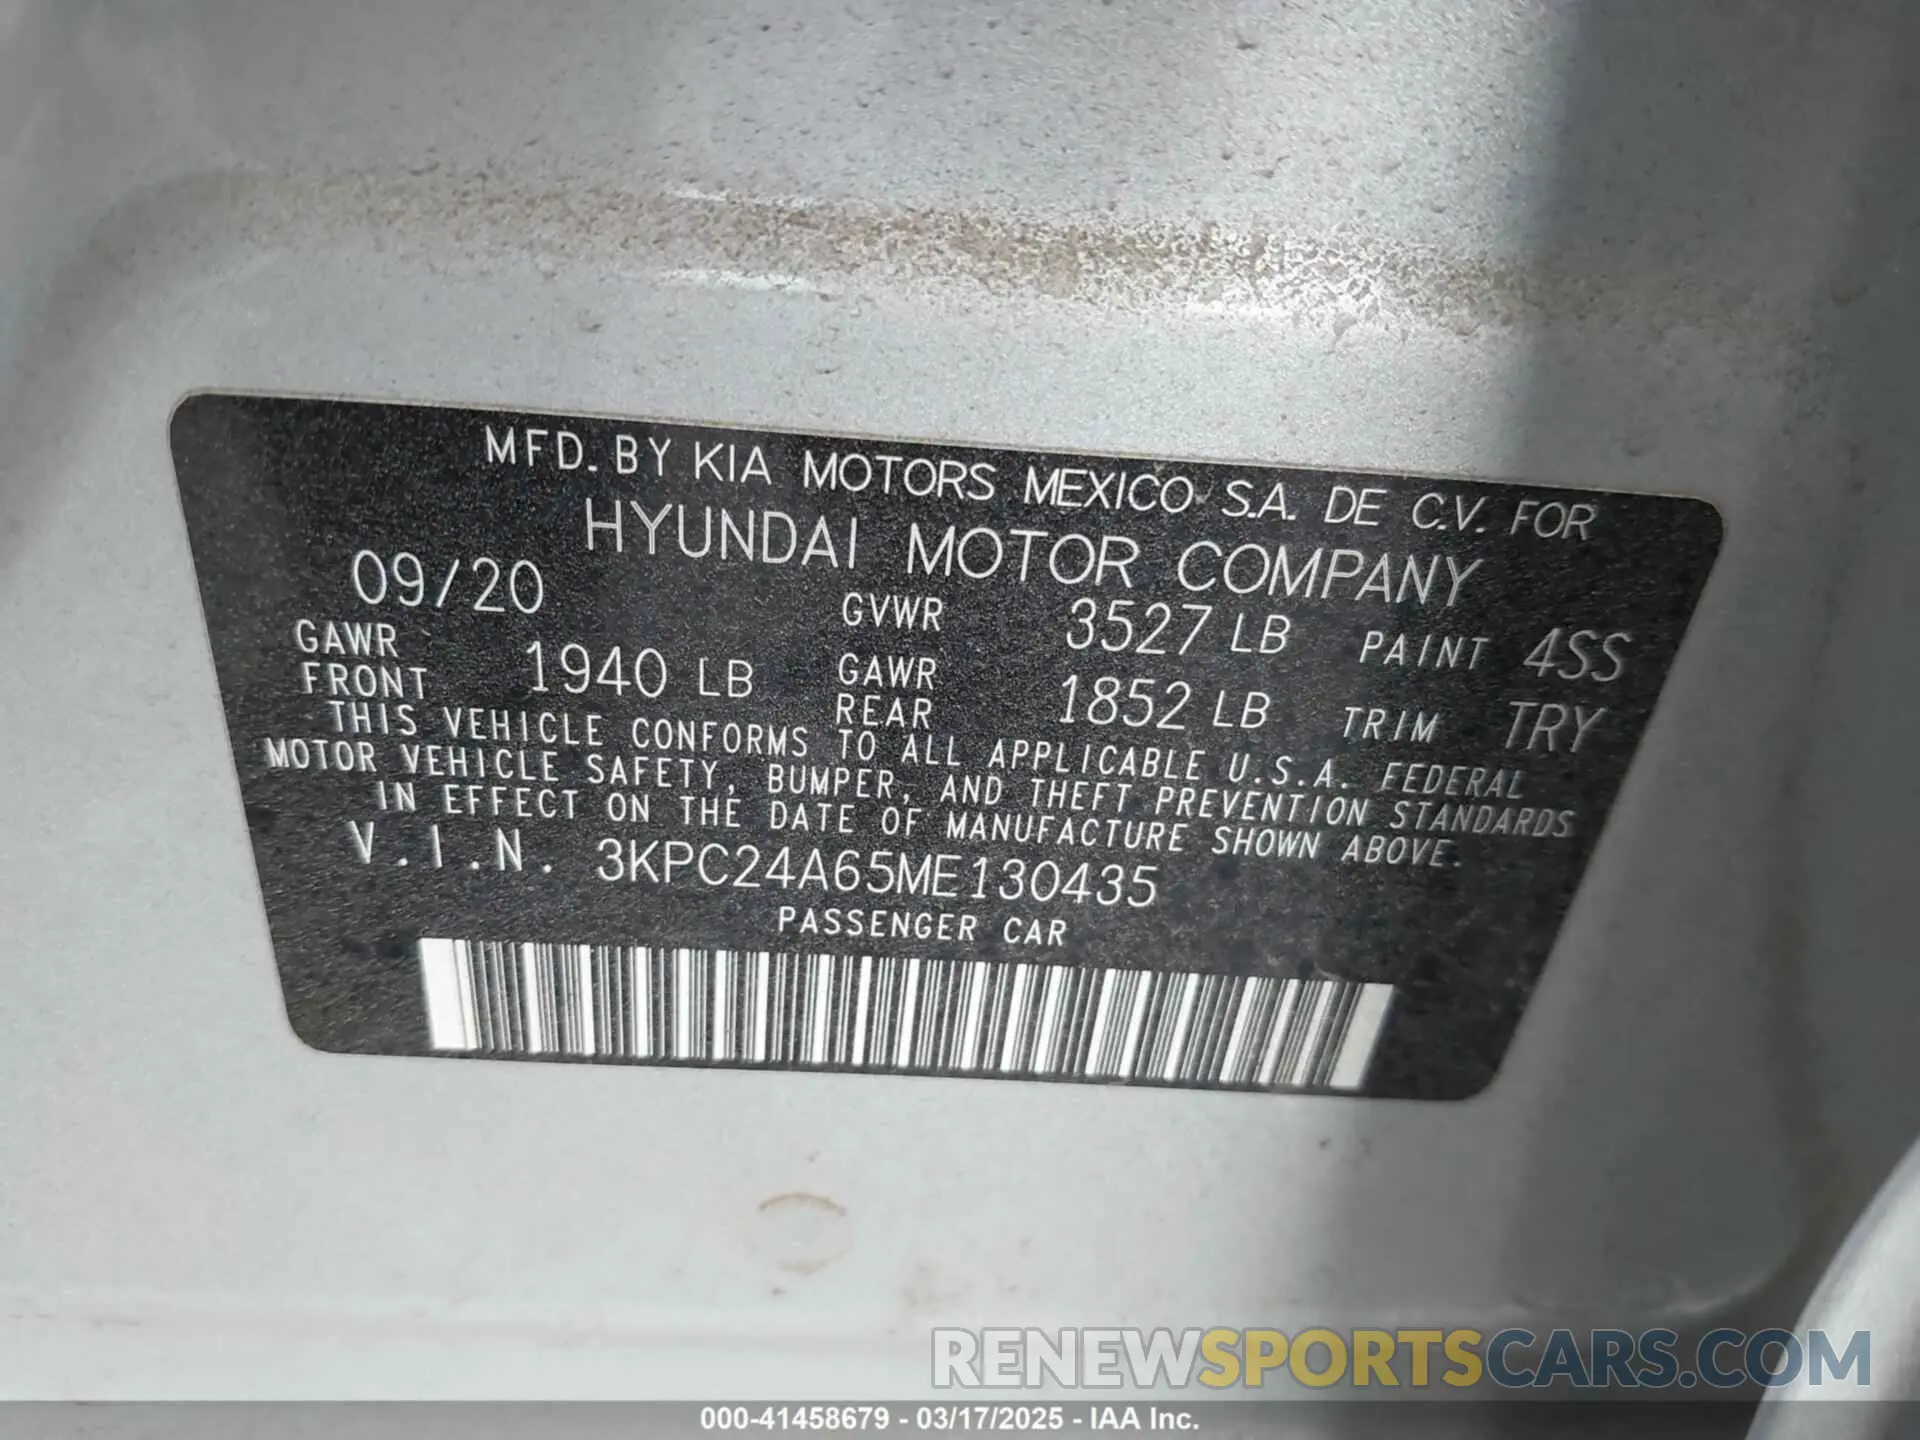 MFD. BY KIA MOTORS MEXICO S.A. DE C.V. FOR
HYUNDAI MOTOR COMPANY
09/20 GVWR 3527 LB PAINT 4SS
GAWR FRONT 1940 LB GAWR REAR 1852 LB TRIM TRY
THIS VEHICLE CONFORMS TO ALL APPLICABLE U.S.A. FEDERAL
MOTOR VEHICLE SAFETY, BUMPER, AND THEFT PREVENTION STANDARDS
IN EFFECT ON THE DATE OF MANUFACTURE SHOWN ABOVE.
V.I.N. 3KPC24A65ME130435
PASSENGER CAR
RENEWSPORTSCARS.COM
000-41458679 - 03/17/2025 - IAA Inc.